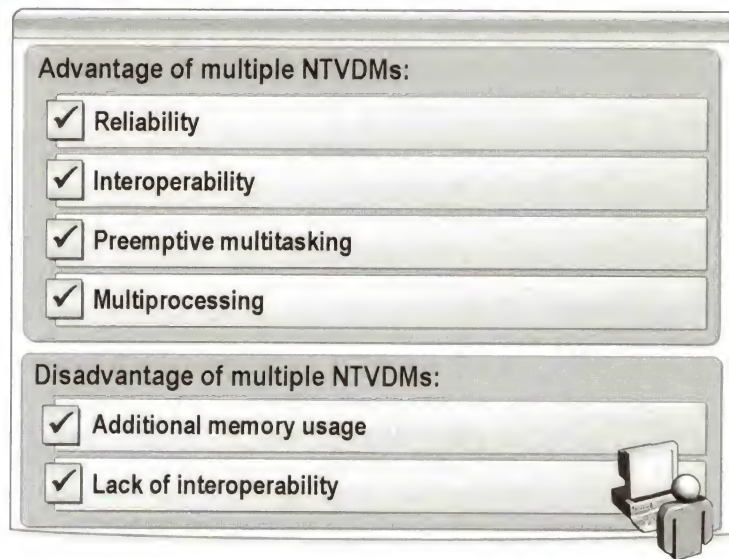 Advantage of multiple NTVDMs:
Reliability
Interoperability
Preemptive multitasking
Multiprocessing
Disadvantage of multiple NTVDMs:
Additional memory usage
Lack of interoperability